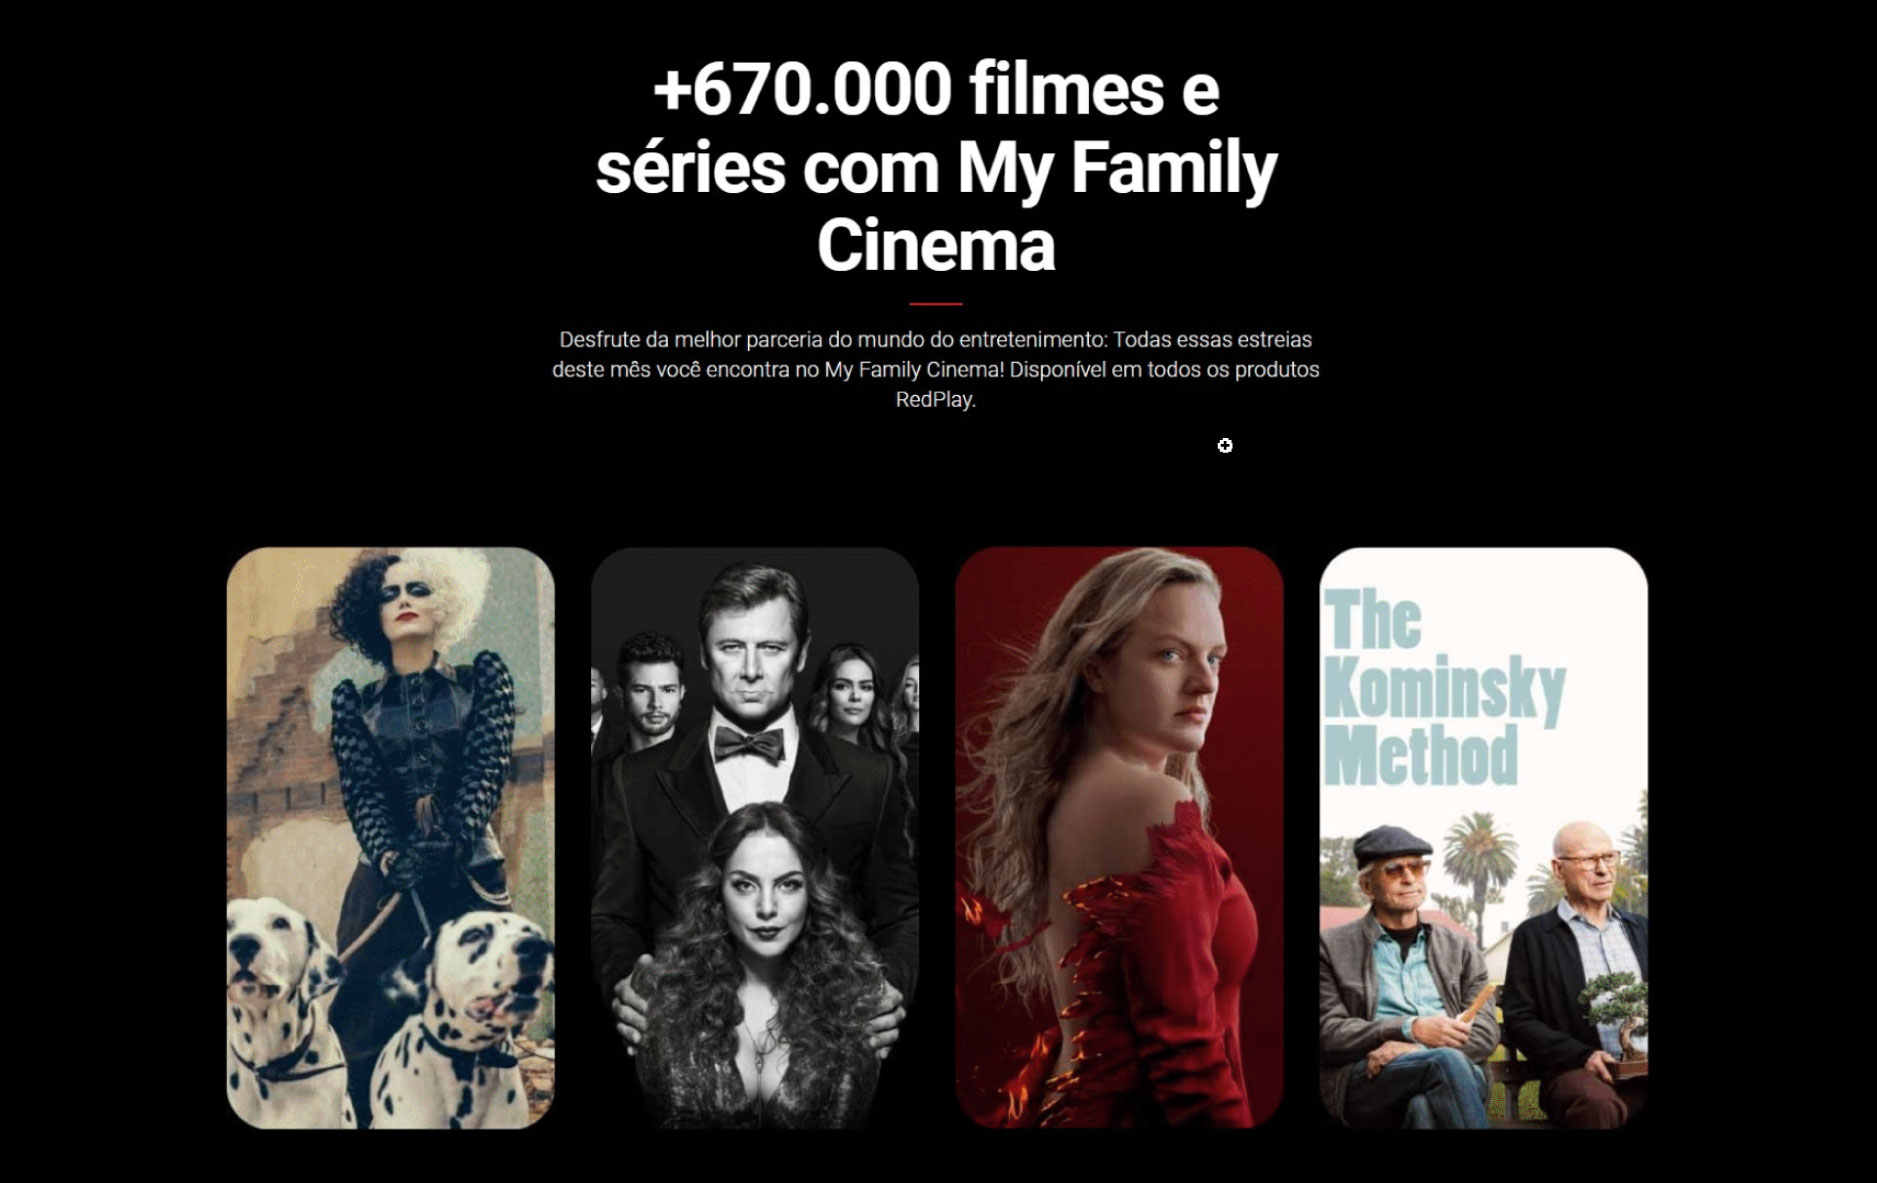 +670.000 filmes e
séries com My Family
Cinema
Desfrute da melhor parceria do mundo do entretenimento: Todas essas estreias
deste mês você encontra no My Family Cinema! Disponível em todos os produtos
RedPlay.
The
Kominsky
Method